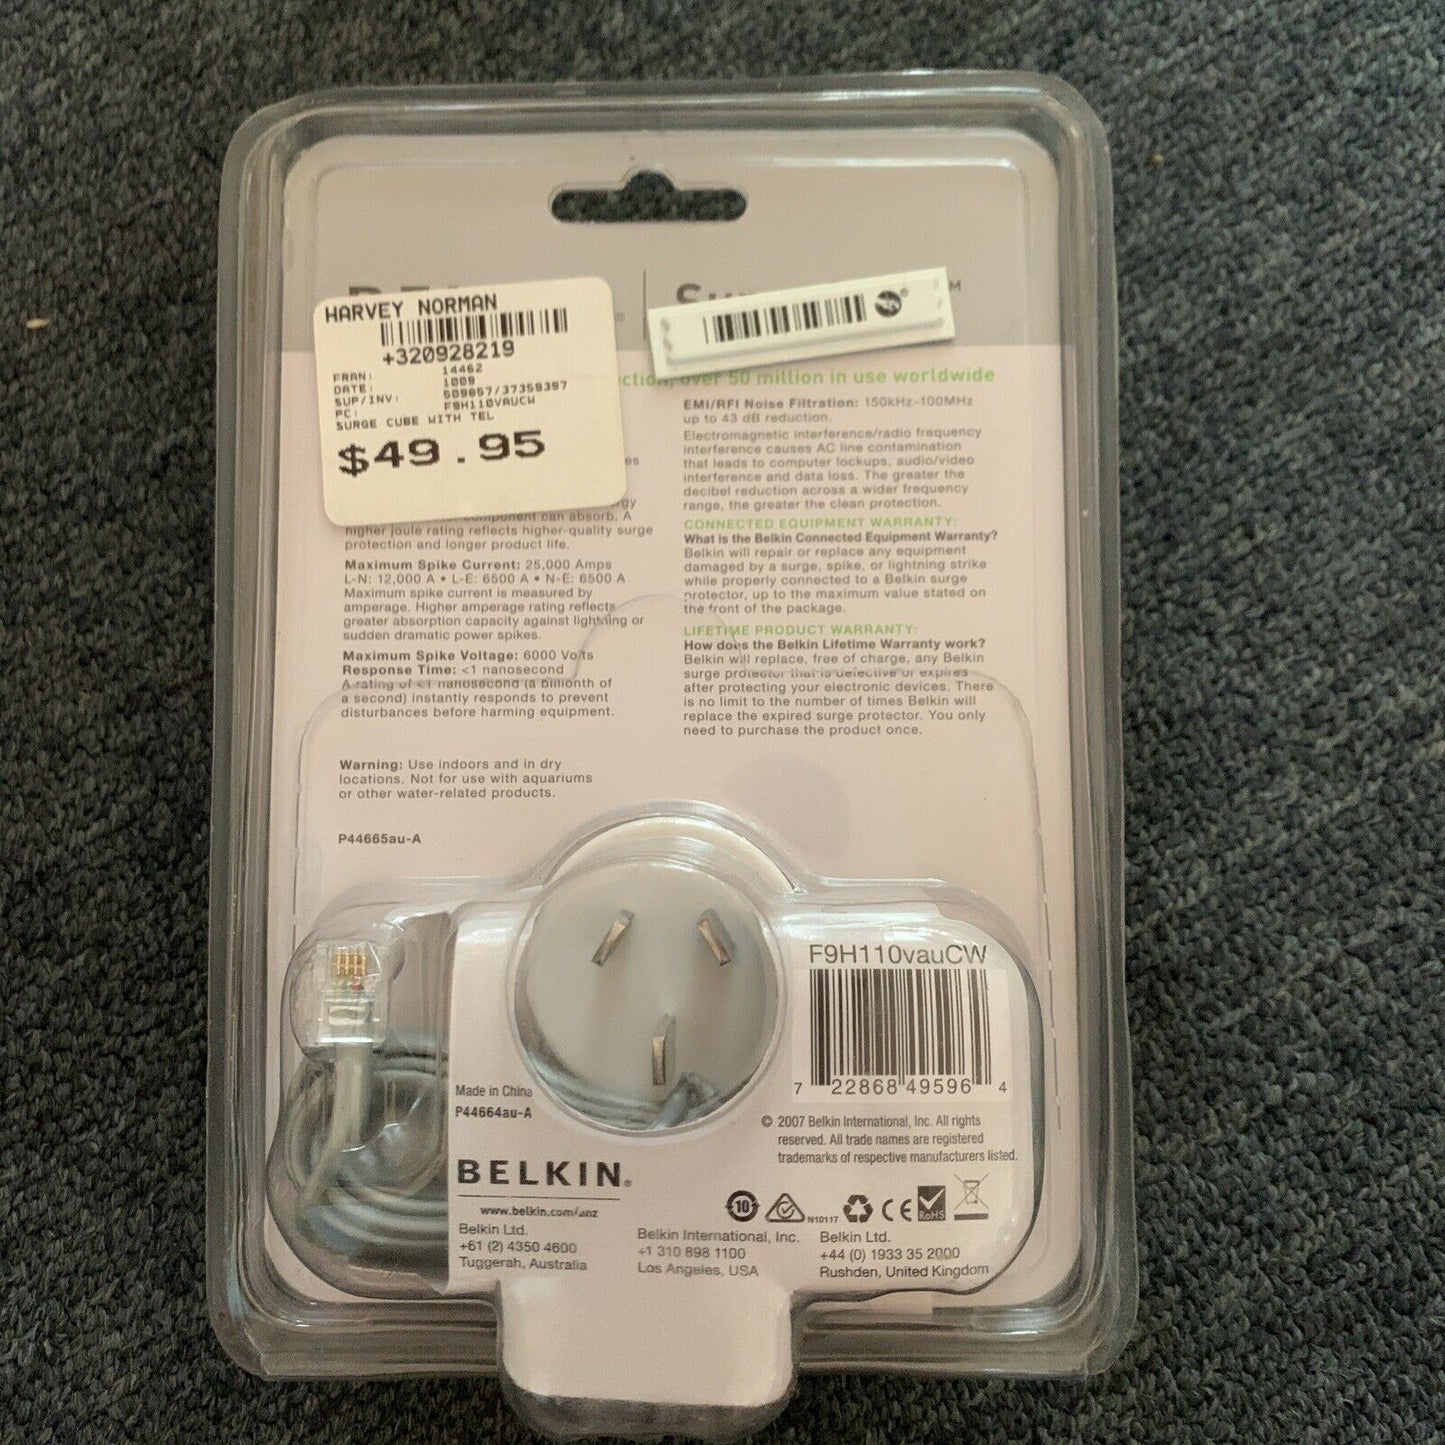 HARVEY NORMAN
+320928219
FRAN: 14462
DATE: 1009
SUP/INV: 509857/37359397
PC: F9H110VAUCW
SURGE CUBE WITH TEL
$49.95
TM
over 50 million in use worldwide
component can absorb. A
higher joule rating reflects higher-quality surge
protection and longer product life.
Maximum Spike Current: 25,000 Amps
L-N: 12,000 A • L-E: 6500 A • N-E: 6500 A
Maximum spike current is measured by
amperage. Higher amperage rating reflects
greater absorption capacity against lightning or
sudden dramatic power spikes.
Maximum Spike Voltage: 6000 Volts
Response Time: <1 nanosecond
A rating of <1 nanosecond (a billionth of
a second) instantly responds to prevent
disturbances before harming equipment.
Warning: Use indoors and in dry
locations. Not for use with aquariums
or other water-related products.
P44665au-A
EMI/RFI Noise Filtration: 150kHz–100MHz
up to 43 dB reduction.
Electromagnetic interference/radio frequency
interference causes AC line contamination
that leads to computer lockups, audio/video
interference and data loss. The greater the
decibel reduction across a wider frequency
range, the greater the clean protection.
CONNECTED EQUIPMENT WARRANTY:
What is the Belkin Connected Equipment Warranty?
Belkin will repair or replace any equipment
damaged by a surge, spike, or lightning strike
while properly connected to a Belkin surge
protector, up to the maximum value stated on
the front of the package.
LIFETIME PRODUCT WARRANTY:
How does the Belkin Lifetime Warranty work?
Belkin will replace, free of charge, any Belkin
surge protector that is defective or expires
after protecting your electronic devices. There
is no limit to the number of times Belkin will
replace the expired surge protector. You only
need to purchase the product once.
F9H110vauCW
7 22868 49596 4
Made in China
P44664au-A
© 2007 Belkin International, Inc. All rights
reserved. All trade names are registered
trademarks of respective manufacturers listed.
BELKIN®
www.belkin.com/anz
10 N10117 CE RoHS
Belkin Ltd.
+61 (2) 4350 4600
Tuggerah, Australia
Belkin International, Inc.
+1 310 898 1100
Los Angeles, USA
Belkin Ltd.
+44 (0) 1933 35 2000
Rushden, United Kingdom